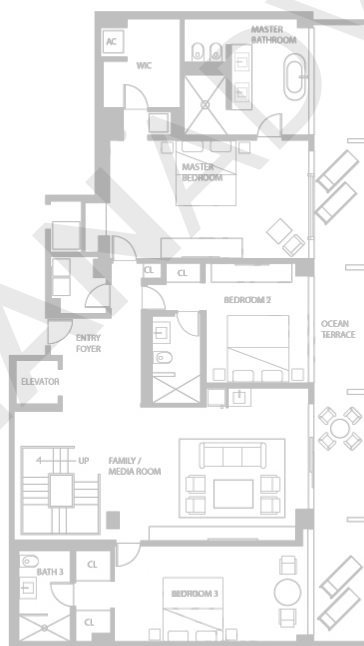 AC
WIC
MASTER
BATHROOM
MASTER
BEDROOM
CL
CL
BEDROOM 2
OCEAN
TERRACE
ENTRY
FOYER
ELEVATOR
4 UP
FAMILY /
MEDIA ROOM
BATH 3
CL
BEDROOM 3
CL